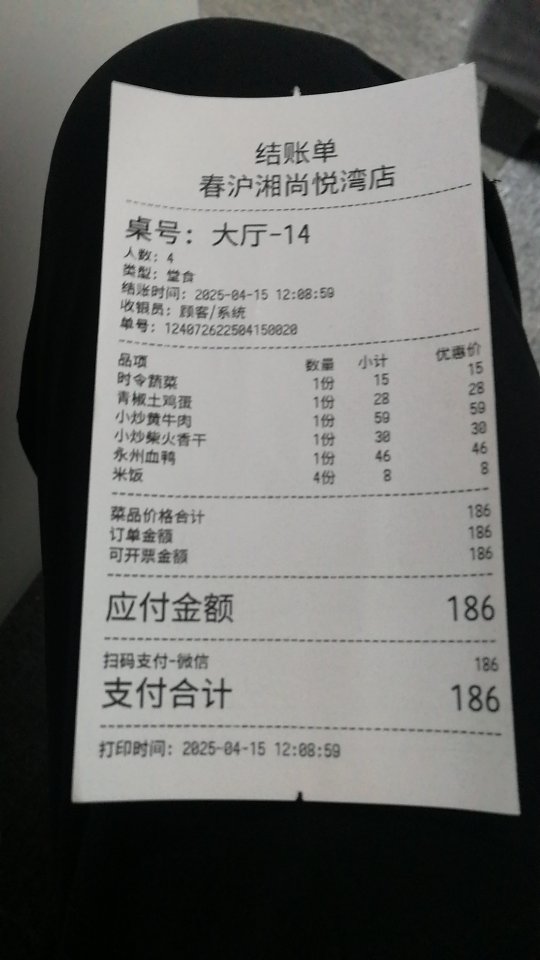 结账单
春沪湘尚悦湾店
桌号：大厅-14
人数：4
类型：堂食
结账时间：2025-04-15 12:08:59
收银员：顾客/系统
单号：124072622504150020
品项 数量 小计 优惠价
时令蔬菜 1份 15 15
青椒土鸡蛋 1份 28 28
小炒黄牛肉 1份 59 59
小炒柴火香干 1份 30 30
永州血鸭 1份 46 46
米饭 4份 8 8
菜品价格合计 186
订单金额 186
可开票金额 186
应付金额 186
扫码支付-微信 186
支付合计 186
打印时间：2025-04-15 12:08:59